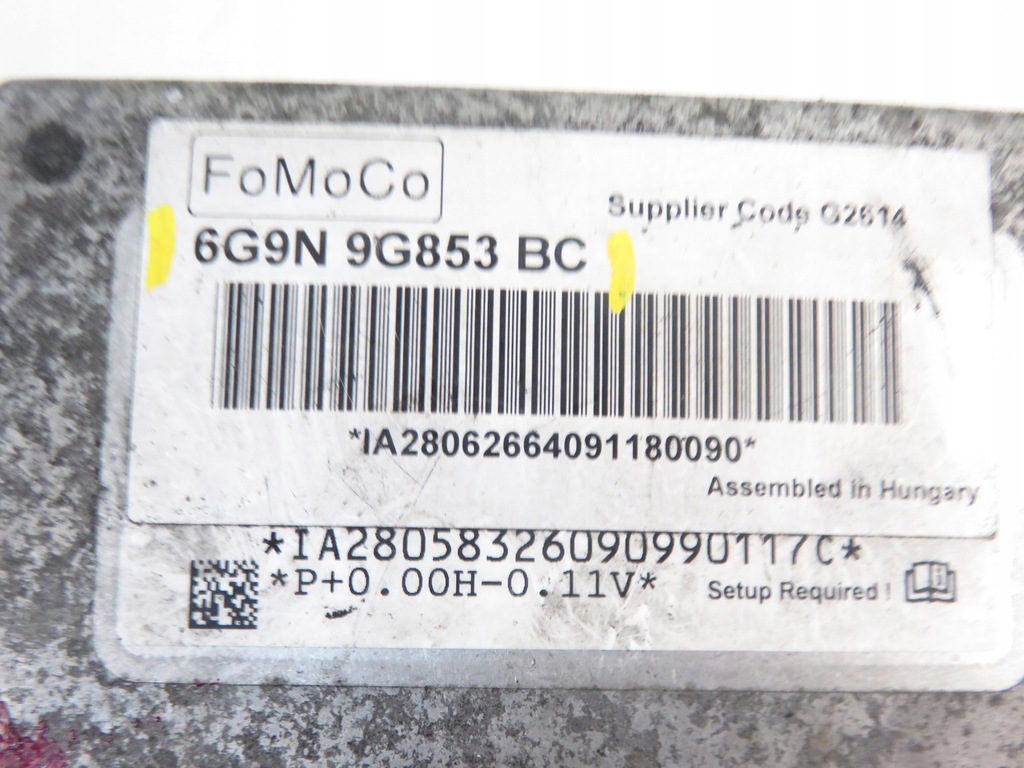 FoMoCo
Supplier Code G2614
6G9N 9G853 BC
*IA28062664091180090*
Assembled in Hungary
*IA28058326090990117C*
*P+0.00H-0.11V*
Setup Required !